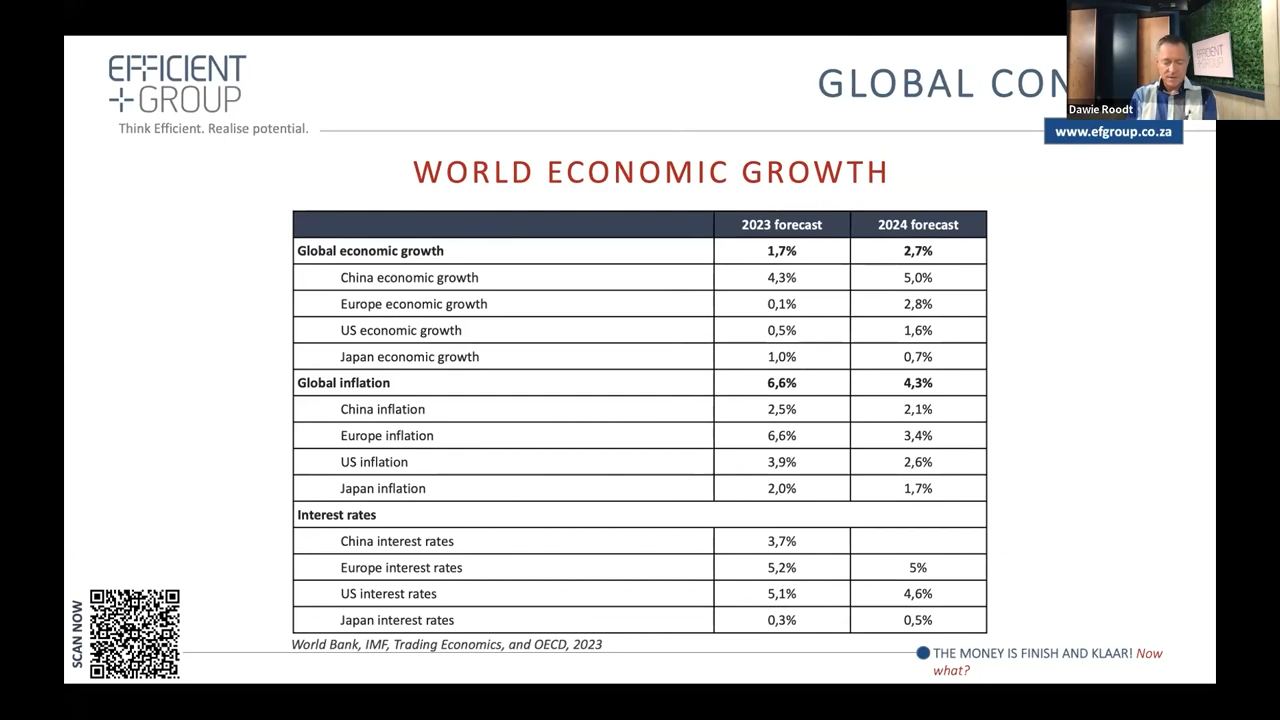 EFFICIENT
GROUP
Think Efficient. Realise potential.
GLOBAL CON
EFFICIENT
GROUP
Dawie Roodt
www.efgroup.co.za
WORLD ECONOMIC GROWTH
2023 forecast 2024 forecast
Global economic growth 1,7% 2,7%
China economic growth 4,3% 5,0%
Europe economic growth 0,1% 2,8%
US economic growth 0,5% 1,6%
Japan economic growth 1,0% 0,7%
Global inflation 6,6% 4,3%
China inflation 2,5% 2,1%
Europe inflation 6,6% 3,4%
US inflation 3,9% 2,6%
Japan inflation 2,0% 1,7%
Interest rates
China interest rates 3,7%
Europe interest rates 5,2% 5%
US interest rates 5,1% 4,6%
Japan interest rates 0,3% 0,5%
World Bank, IMF, Trading Economics, and OECD, 2023
SCAN NOW
THE MONEY IS FINISH AND KLAAR! Now
what?